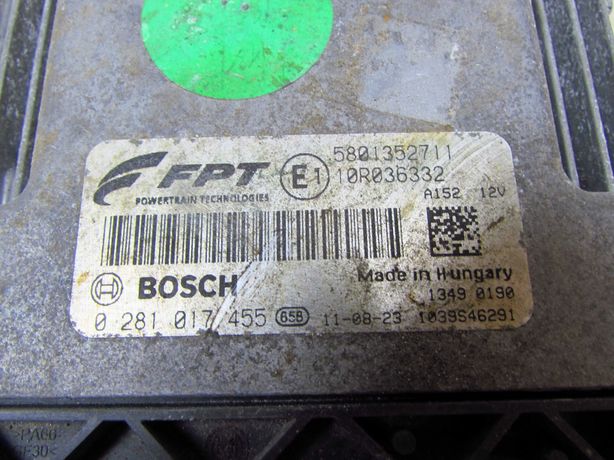 FPT
POWERTRAIN TECHNOLOGIES
E1
5801352711
10R036332
A152 12V
BOSCH
Made in Hungary
1349 0190
0 281 017 455 65B 11-08-23 1039S46291